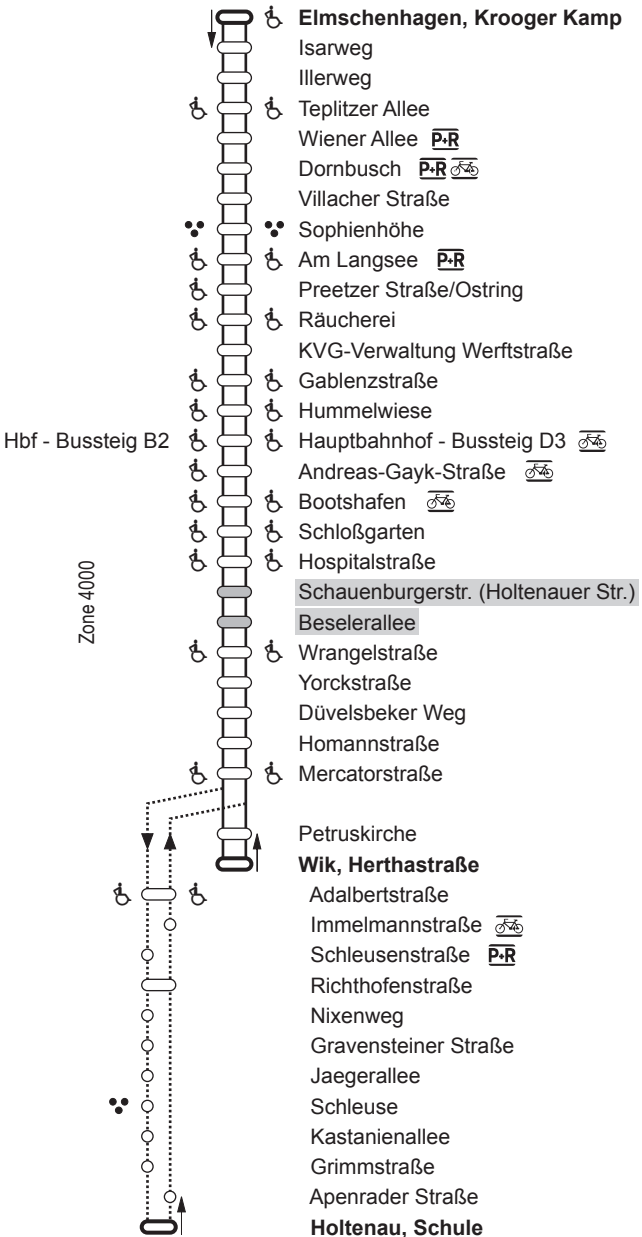 Elmschenhagen, Krooger Kamp
Isarweg
Illerweg
Teplitzer Allee
Wiener Allee P+R
Dornbusch P+R
Villacher Straße
Sophienhöhe
Am Langsee P+R
Preetzer Straße/Ostring
Räucherei
KVG-Verwaltung Werftstraße
Gablenzstraße
Hummelwiese
Hbf - Bussteig B2 Hauptbahnhof - Bussteig D3
Andreas-Gayk-Straße
Bootshafen
Schloßgarten
Hospitalstraße
Zone 4000
Schauenburgerstr. (Holtenauer Str.)
Beselerallee
Wrangelstraße
Yorckstraße
Düvelsbeker Weg
Homannstraße
Mercatorstraße
Petruskirche
Wik, Herthastraße
Adalbertstraße
Immelmannstraße
Schleusenstraße P+R
Richthofenstraße
Nixenweg
Gravensteiner Straße
Jaegerallee
Schleuse
Kastanienallee
Grimmstraße
Apenrader Straße
Holtenau, Schule